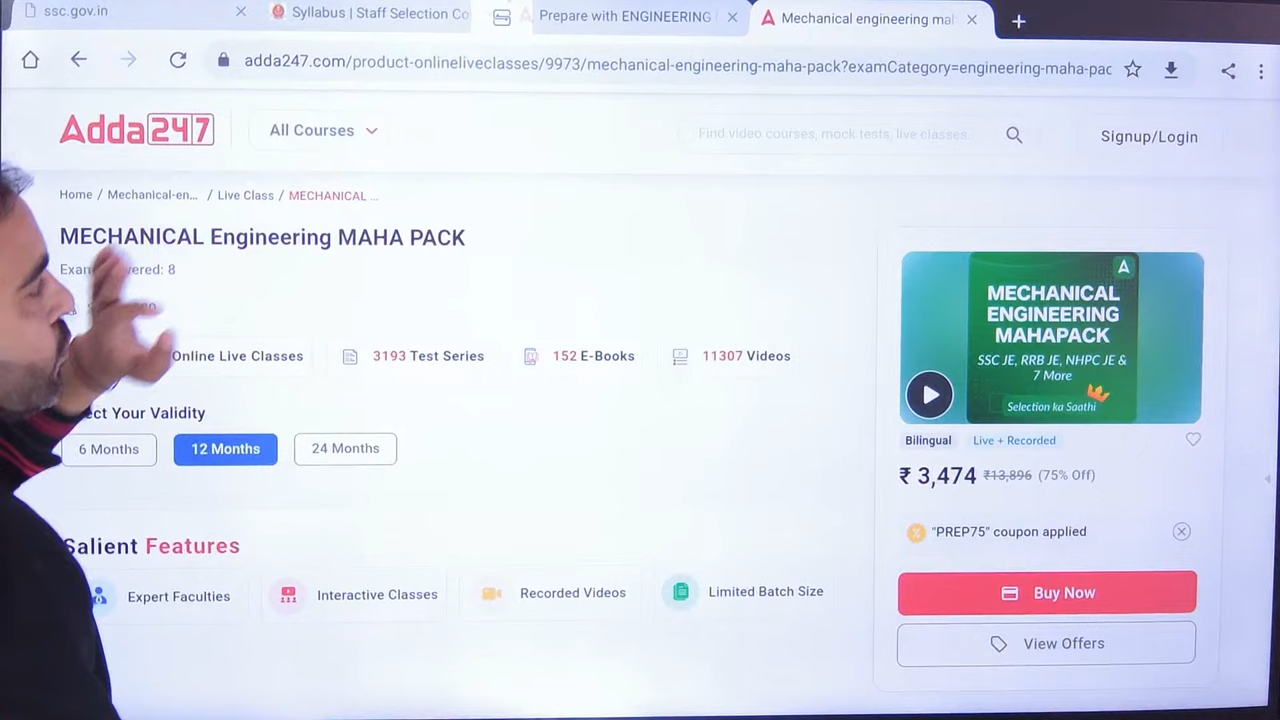 ssc.gov.in
Syllabus | Staff Selection Co
Prepare with ENGINEERING
Mechanical engineering mah
adda247.com/product-onlineliveclasses/9973/mechanical-engineering-maha-pack?examCategory=engineering-maha-pac
Adda247
All Courses
Find video courses, mock tests, live classes.
Signup/Login
Home / Mechanical-en... / Live Class / MECHANICAL ...
MECHANICAL Engineering MAHA PACK
vered: 8
Online Live Classes
3193 Test Series
152 E-Books
11307 Videos
ect Your Validity
6 Months
12 Months
24 Months
Salient Features
Expert Faculties
Interactive Classes
Recorded Videos
Limited Batch Size
MECHANICAL
ENGINEERING
MAHAPACK
SSC JE, RRB JE, NHPC JE &
7 More
Selection ka Saathi
Bilingual
Live + Recorded
₹ 3,474 ₹13,896 (75% Off)
"PREP75" coupon applied
Buy Now
View Offers